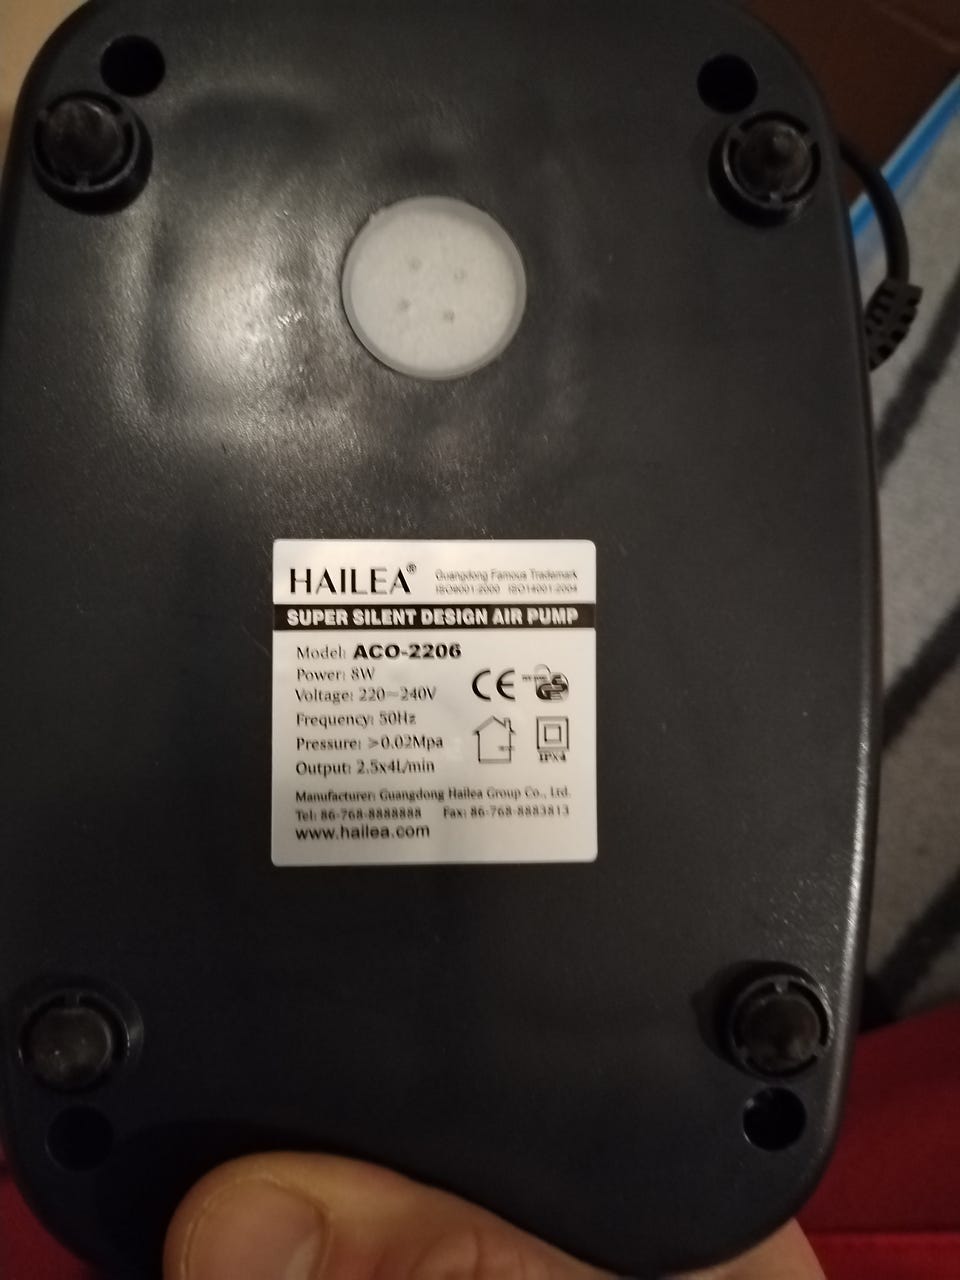 HAILEA®
Guangdong Famous Trademark
ISO9001:2000 ISO14001:2004
SUPER SILENT DESIGN AIR PUMP
Model: ACO-2206
Power: 8W
Voltage: 220~240V
Frequency: 50Hz
Pressure: >0.02Mpa
Output: 2.5x4L/min
CE
GS
IPX4
Manufacturer: Guangdong Hailea Group Co., Ltd.
Tel: 86-768-8888888 Fax: 86-768-8883813
www.hailea.com